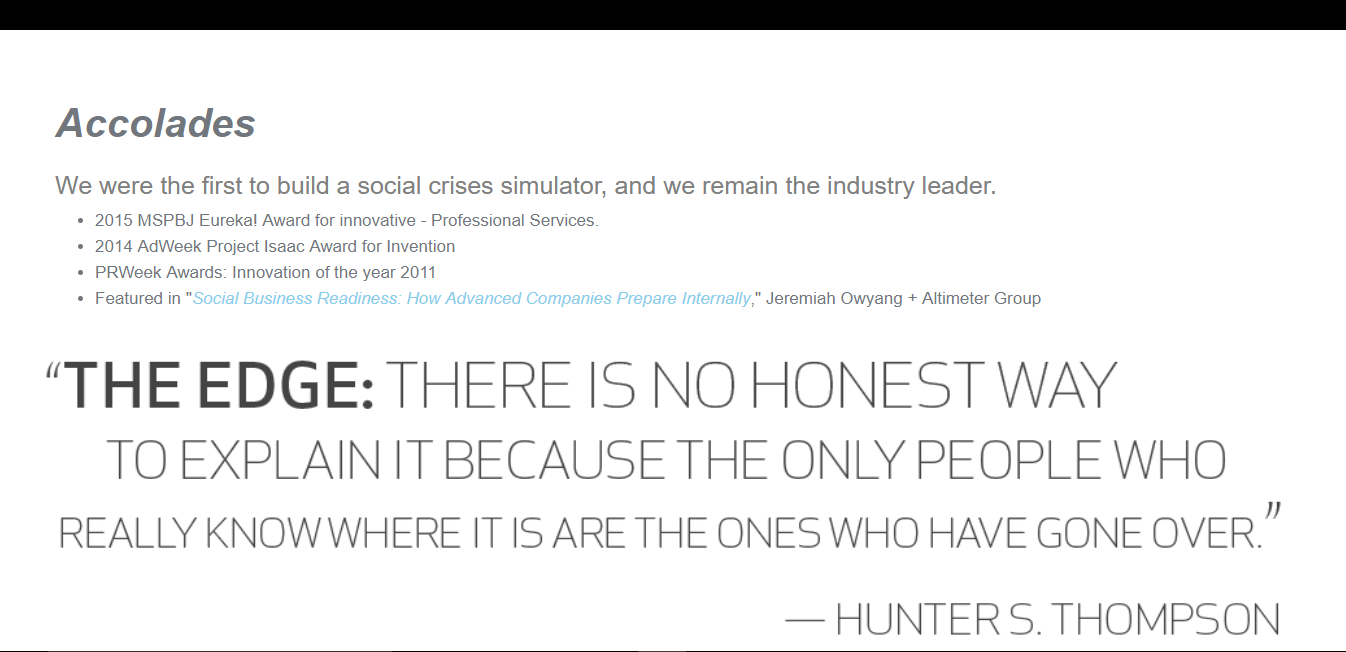 Accolades
We were the first to build a social crises simulator, and we remain the industry leader.
• 2015 MSPBJ Eureka! Award for innovative - Professional Services.
• 2014 AdWeek Project Isaac Award for Invention
• PRWeek Awards: Innovation of the year 2011
• Featured in "Social Business Readiness: How Advanced Companies Prepare Internally," Jeremiah Owyang + Altimeter Group
“THE EDGE: THERE IS NO HONEST WAY
TO EXPLAIN IT BECAUSE THE ONLY PEOPLE WHO
REALLY KNOW WHERE IT IS ARE THE ONES WHO HAVE GONE OVER.”
— HUNTER S. THOMPSON